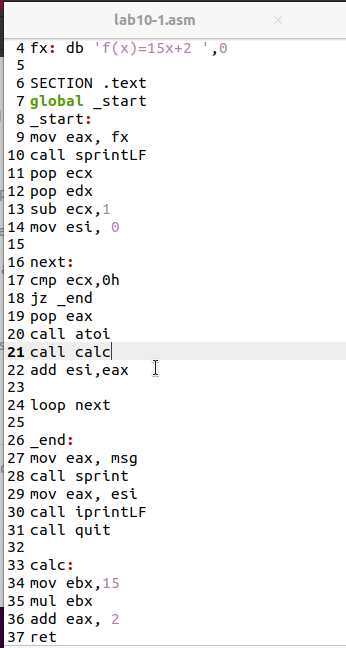 lab10-1.asm ×
4 fx: db 'f(x)=15x+2 ',0
5
6 SECTION .text
7 global _start
8 _start:
9 mov eax, fx
10 call sprintLF
11 pop ecx
12 pop edx
13 sub ecx,1
14 mov esi, 0
15
16 next:
17 cmp ecx,0h
18 jz _end
19 pop eax
20 call atoi
21 call calc
22 add esi,eax
23
24 loop next
25
26 _end:
27 mov eax, msg
28 call sprint
29 mov eax, esi
30 call iprintLF
31 call quit
32
33 calc:
34 mov ebx,15
35 mul ebx
36 add eax, 2
37 ret